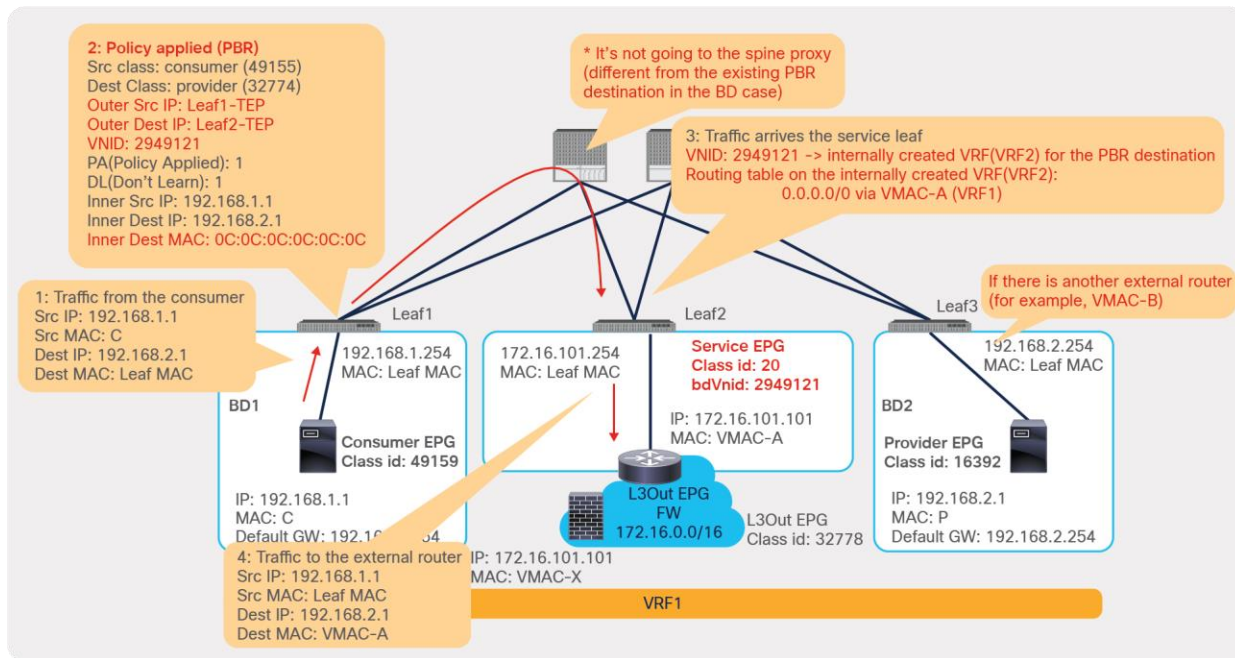 2: Policy applied (PBR)
Src class: consumer (49155)
Dest Class: provider (32774)
Outer Src IP: Leaf1-TEP
Outer Dest IP: Leaf2-TEP
VNID: 2949121
PA(Policy Applied): 1
DL(Don't Learn): 1
Inner Src IP: 192.168.1.1
Inner Dest IP: 192.168.2.1
Inner Dest MAC: 0C:0C:0C:0C:0C:0C
* It's not going to the spine proxy
(different from the existing PBR
destination in the BD case)
3: Traffic arrives the service leaf
VNID: 2949121 -> internally created VRF(VRF2) for the PBR destination
Routing table on the internally created VRF(VRF2):
0.0.0.0/0 via VMAC-A (VRF1)
1: Traffic from the consumer
Src IP: 192.168.1.1
Src MAC: C
Dest IP: 192.168.2.1
Dest MAC: Leaf MAC
If there is another external router
(for example, VMAC-B)
Leaf1
Leaf2
Leaf3
192.168.1.254
MAC: Leaf MAC
BD1
Consumer EPG
Class id: 49159
IP: 192.168.1.1
MAC: C
Default GW: 192.16 54
172.16.101.254
MAC: Leaf MAC
Service EPG
Class id: 20
bdVnid: 2949121
IP: 172.16.101.101
MAC: VMAC-A
L3Out EPG
FW
172.16.0.0/16
L3Out EPG
Class id: 32778
192.168.2.254
MAC: Leaf MAC
BD2
Provider EPG
Class id: 16392
IP: 192.168.2.1
MAC: P
Default GW: 192.168.2.254
4: Traffic to the external router
Src IP: 192.168.1.1
Src MAC: Leaf MAC
Dest IP: 192.168.2.1
Dest MAC: VMAC-A
IP: 172.16.101.101
MAC: VMAC-X
VRF1